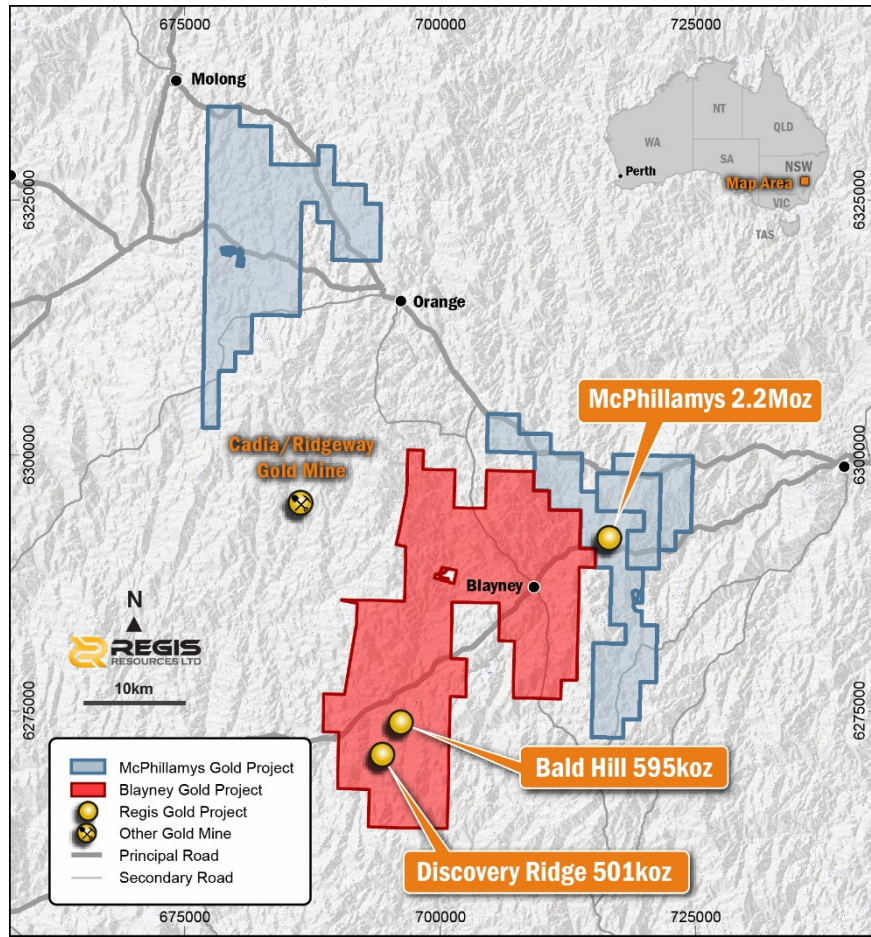 675000
700000
725000
Molong
NT
QLD
WA
SA
NSW
Perth
Map Area
VIC
TAS
6325000
6325000
Orange
McPhillamys 2.2Moz
Cadia/Ridgeway
Gold Mine
6300000
6300000
Blayney
N
REGIS
RESOURCES LTD
10km
6275000
6275000
Bald Hill 595koz
Discovery Ridge 501koz
McPhillamys Gold Project
Blayney Gold Project
Regis Gold Project
Other Gold Mine
Principal Road
Secondary Road
675000
700000
725000